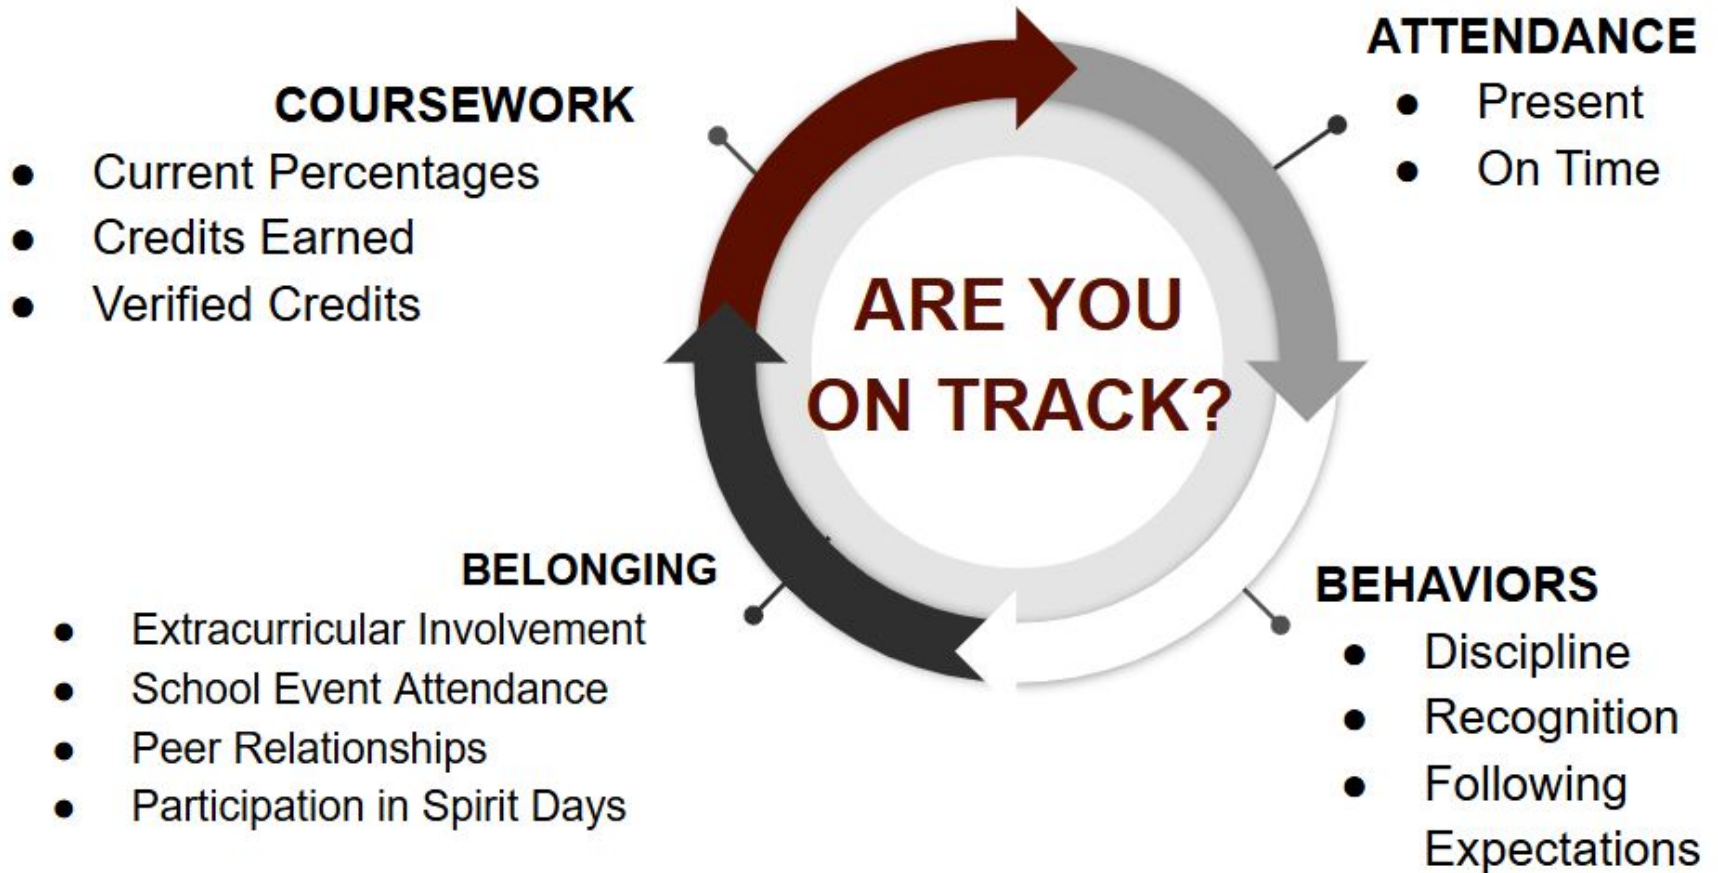 COURSEWORK
● Current Percentages
● Credits Earned
● Verified Credits
ATTENDANCE
● Present
● On Time
ARE YOU
ON TRACK?
BELONGING
● Extracurricular Involvement
● School Event Attendance
● Peer Relationships
● Participation in Spirit Days
BEHAVIORS
● Discipline
● Recognition
● Following
Expectations